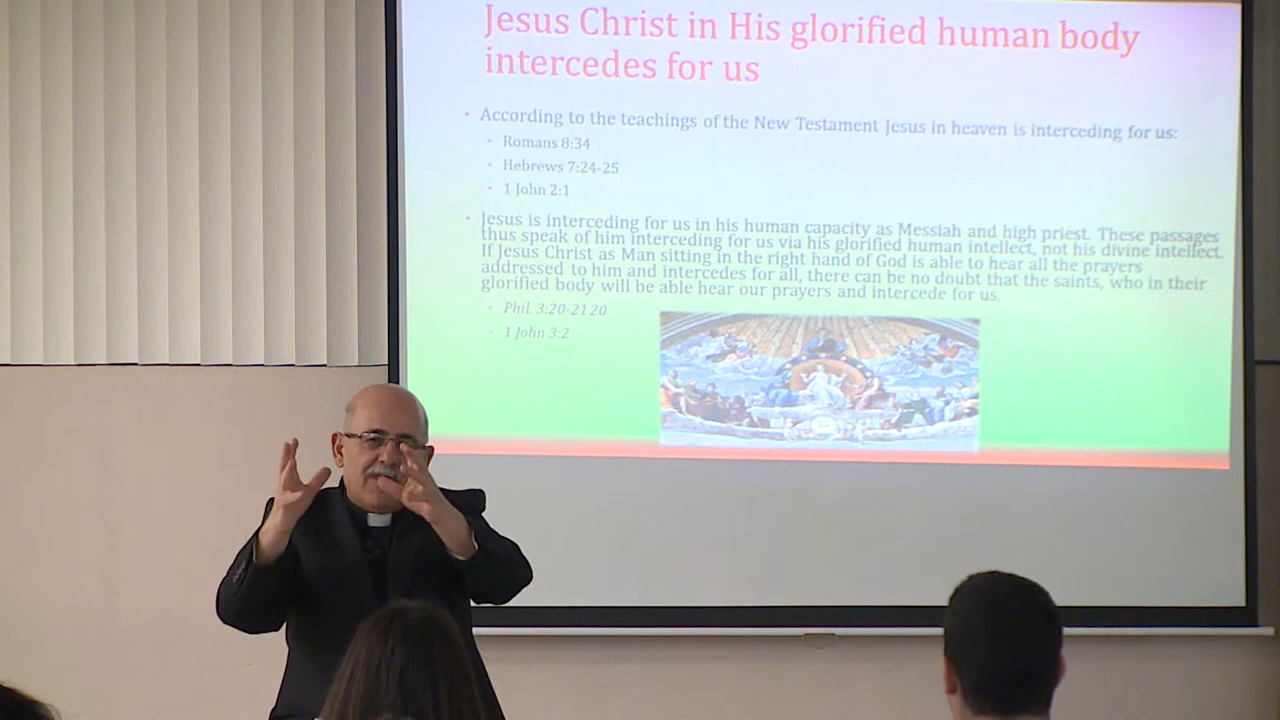 Jesus Christ in His glorified human body
intercedes for us
• According to the teachings of the New Testament Jesus in heaven is interceding for us:
• Romans 8:34
• Hebrews 7:24-25
• 1 John 2:1
• Jesus is interceding for us in his human capacity as Messiah and high priest. These passages
thus speak of him interceding for us via his glorified human intellect, not his divine intellect.
If Jesus Christ as Man sitting in the right hand of God is able to hear all the prayers
addressed to him and intercedes for all, there can be no doubt that the saints, who in their
glorified body will be able hear our prayers and intercede for us.
• Phil. 3:20-21 20
• 1 John 3:2